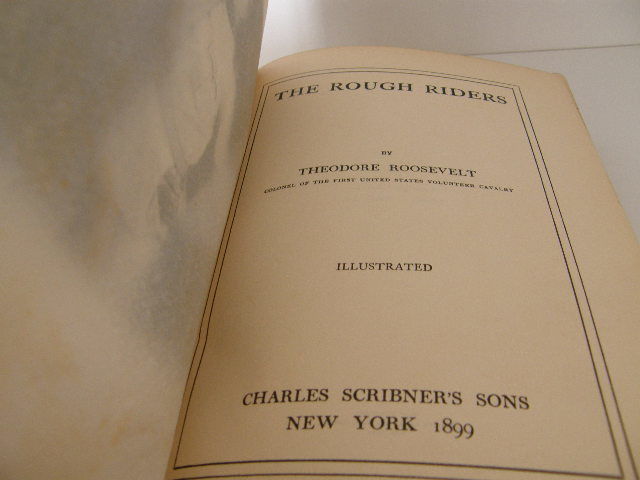 THE ROUGH RIDERS
BY
THEODORE ROOSEVELT
COLONEL OF THE FIRST UNITED STATES VOLUNTEER CAVALRY
ILLUSTRATED
CHARLES SCRIBNER'S SONS
NEW YORK 1899